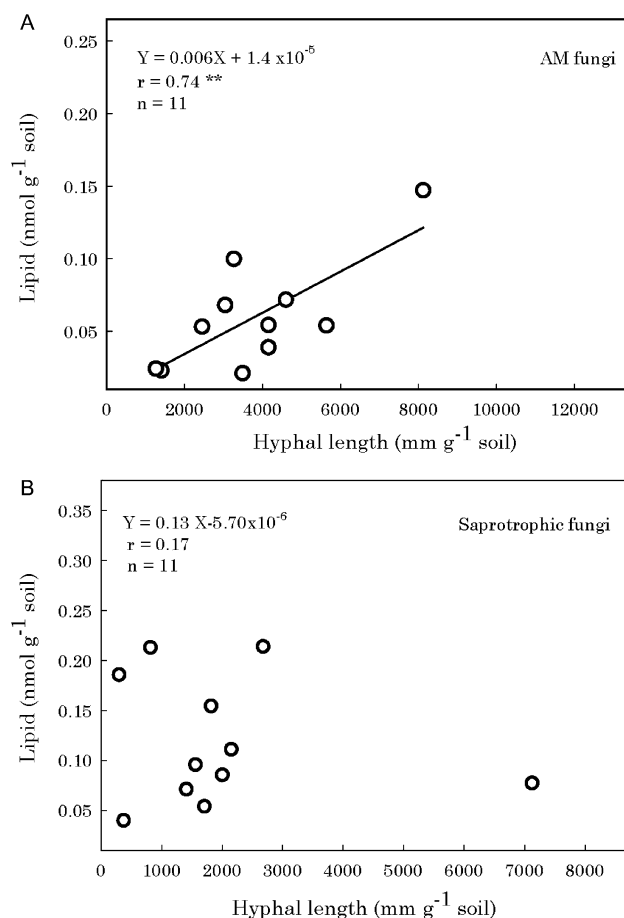 A
Y = 0.006X + 1.4 x10-5
r = 0.74 **
n = 11
AM fungi
0.25
0.20
0.15
0.10
0.05
Lipid (nmol g-1 soil)
0 2000 4000 6000 8000 10000 12000
Hyphal length (mm g-1 soil)
B
Y = 0.13 X-5.70x10-6
r = 0.17
n = 11
Saprotrophic fungi
0.35
0.30
0.25
0.20
0.15
0.10
0.05
Lipid (nmol g-1 soil)
0 1000 2000 3000 4000 5000 6000 7000 8000
Hyphal length (mm g-1 soil)